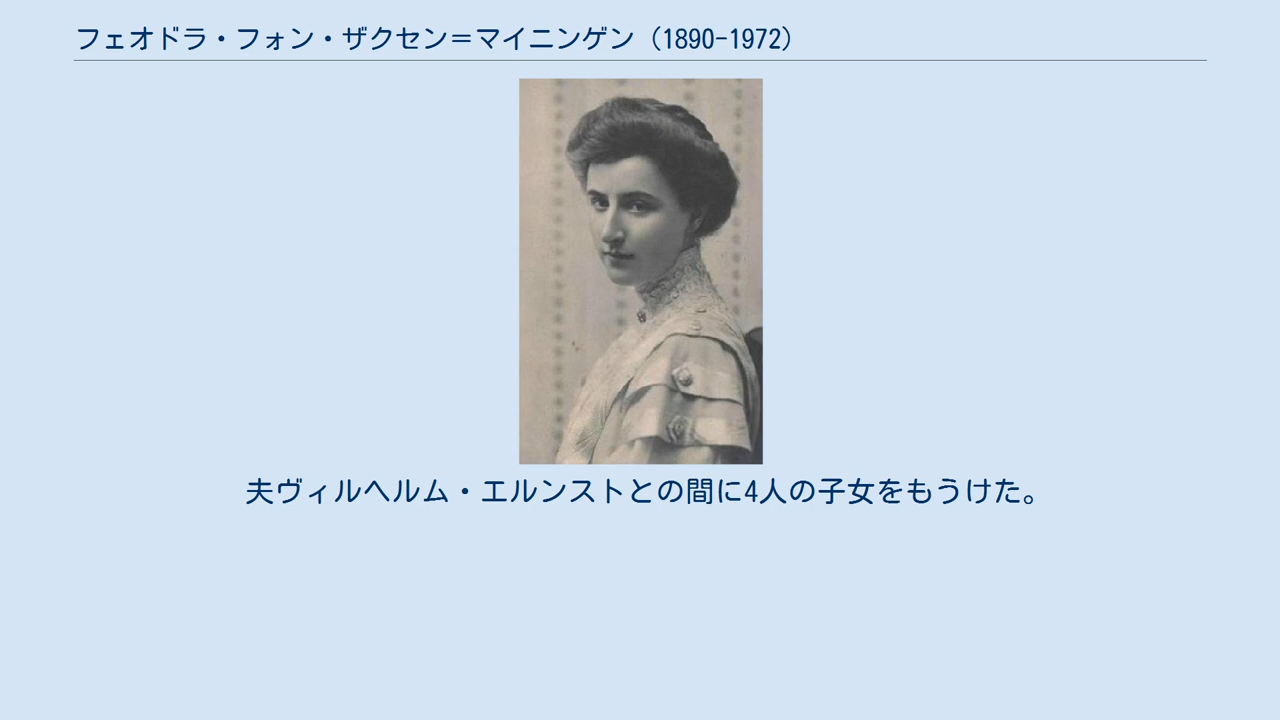 フェオドラ・フォン・ザクセン＝マイニンゲン（1890-1972）
夫ヴィルヘルム・エルンストとの間に4人の子女をもうけた。